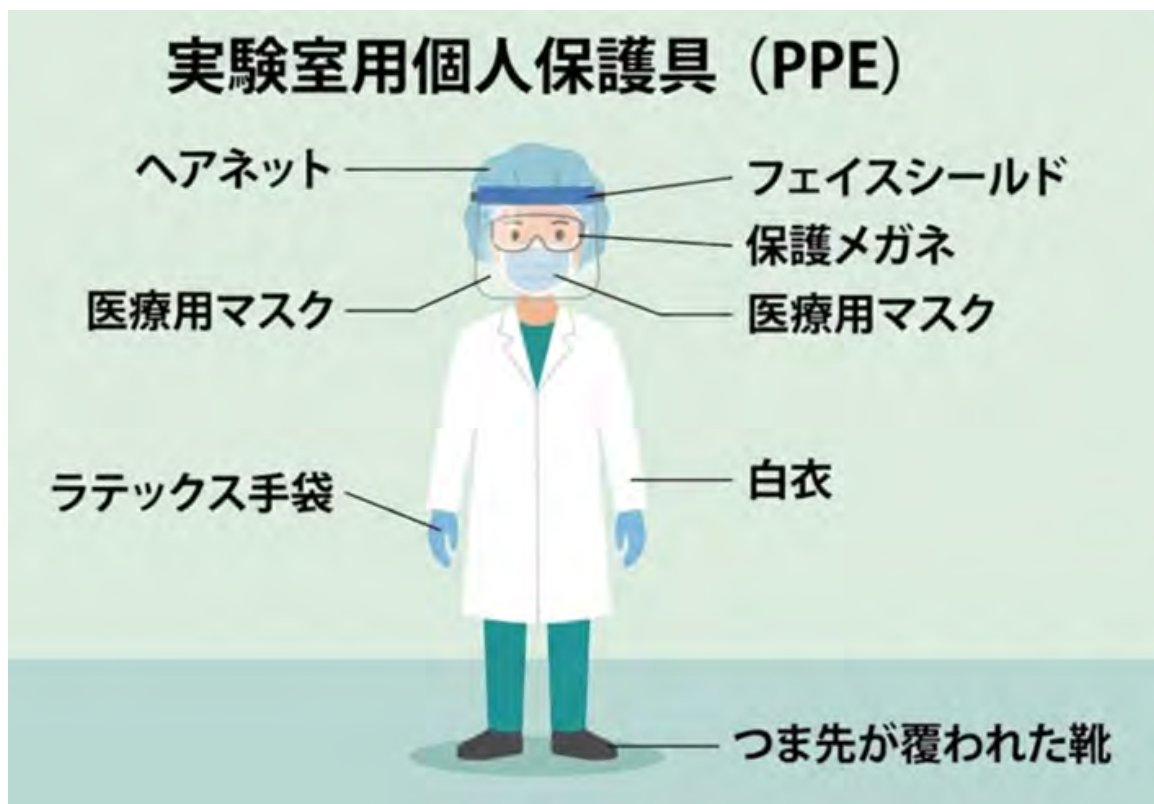 実験室用個人保護具（PPE）
ヘアネット
フェイスシールド
保護メガネ
医療用マスク
医療用マスク
ラテックス手袋
白衣
つま先が覆われた靴